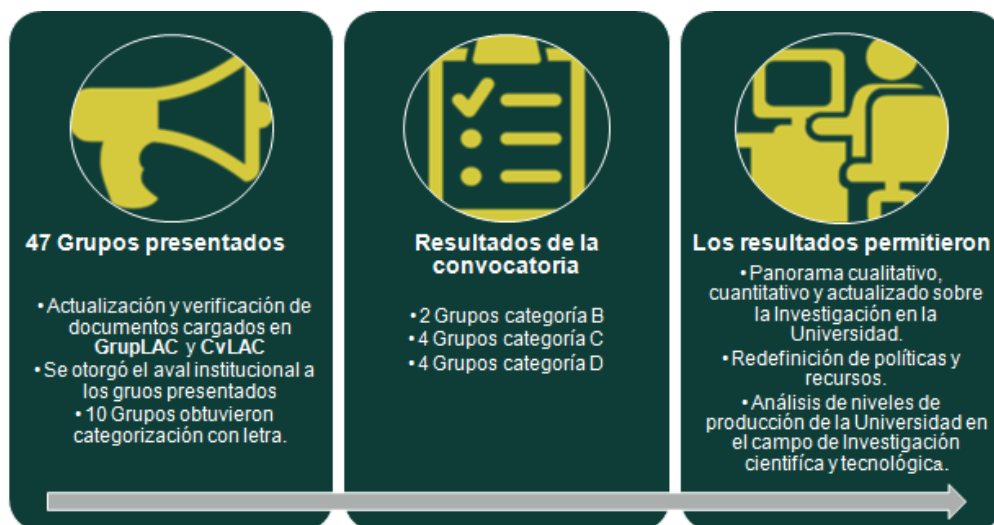 47 Grupos presentados
• Actualización y verificación de
documentos cargados en
GrupLAC y CvLAC
• Se otorgó el aval institucional a
los gruos presentados
• 10 Grupos obtuvieron
categorización con letra.
Resultados de la
convocatoria
• 2 Grupos categoría B
• 4 Grupos categoría C
• 4 Grupos categoría D
Los resultados permitieron
• Panorama cualitativo,
cuantitativo y actualizado sobre
la Investigación en la
Universidad.
• Redefinición de políticas y
recursos.
• Análisis de niveles de
producción de la Universidad en
el campo de Investigación
cientifíca y tecnológica.